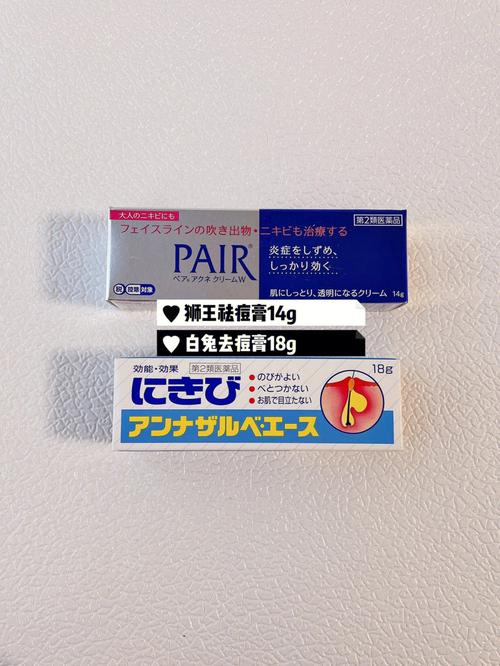 大人のニキビにも
フェイスラインの吹き出物・ニキビも治療する
第2類医薬品
PAIR®
ペアⓇアクネクリームW
炎症をしずめ、
しっかり効く
税 控除 対象
肌にしっとり、透明になるクリーム 14g
♥ 狮王祛痘膏14g
♥ 白兔去痘膏18g
効能・効果 第2類医薬品
18g
にきび
●のびがよい
●べとつかない
●お肌で目立たない
アンナザルベ・エース